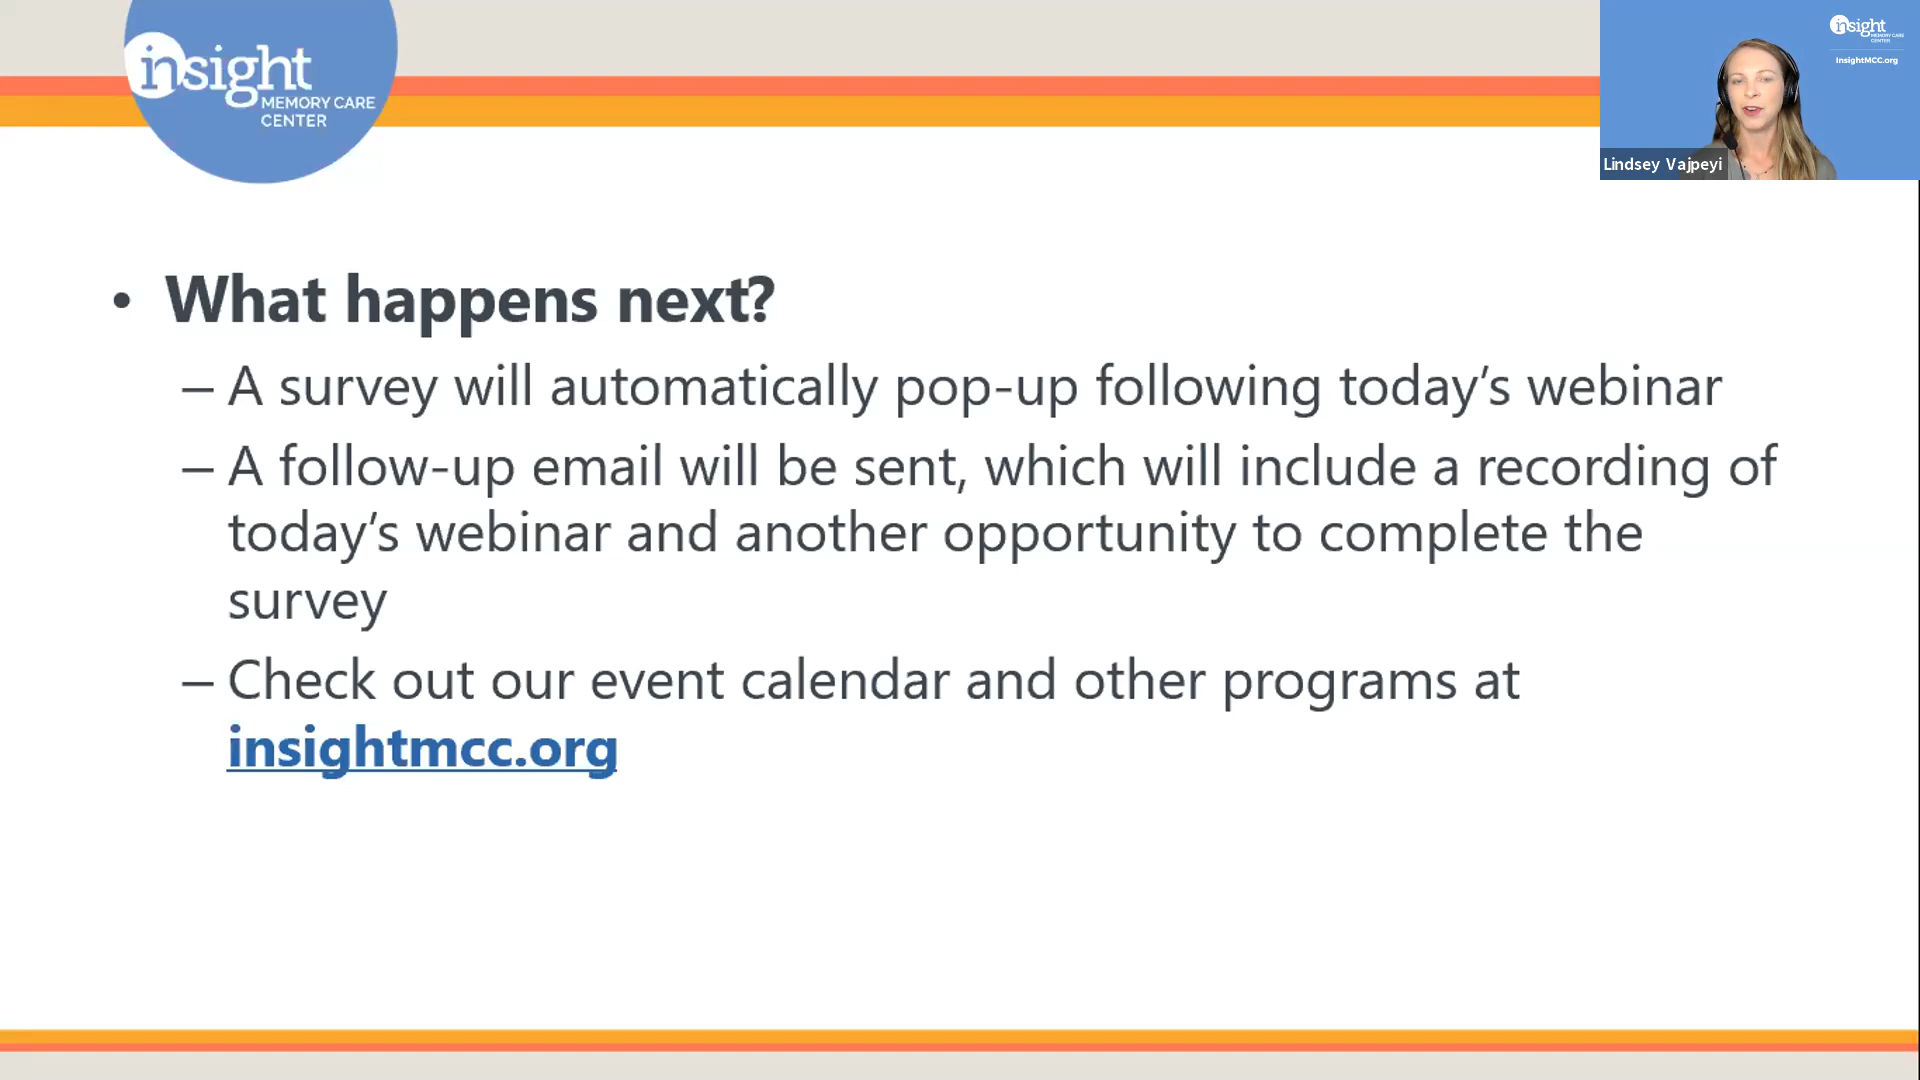 insight
MEMORY CARE
CENTER
insight
MEMORY CARE
CENTER
InsightMCC.org
Lindsey Vajpeyi
• What happens next?
– A survey will automatically pop-up following today’s webinar
– A follow-up email will be sent, which will include a recording of
today’s webinar and another opportunity to complete the
survey
– Check out our event calendar and other programs at
insightmcc.org